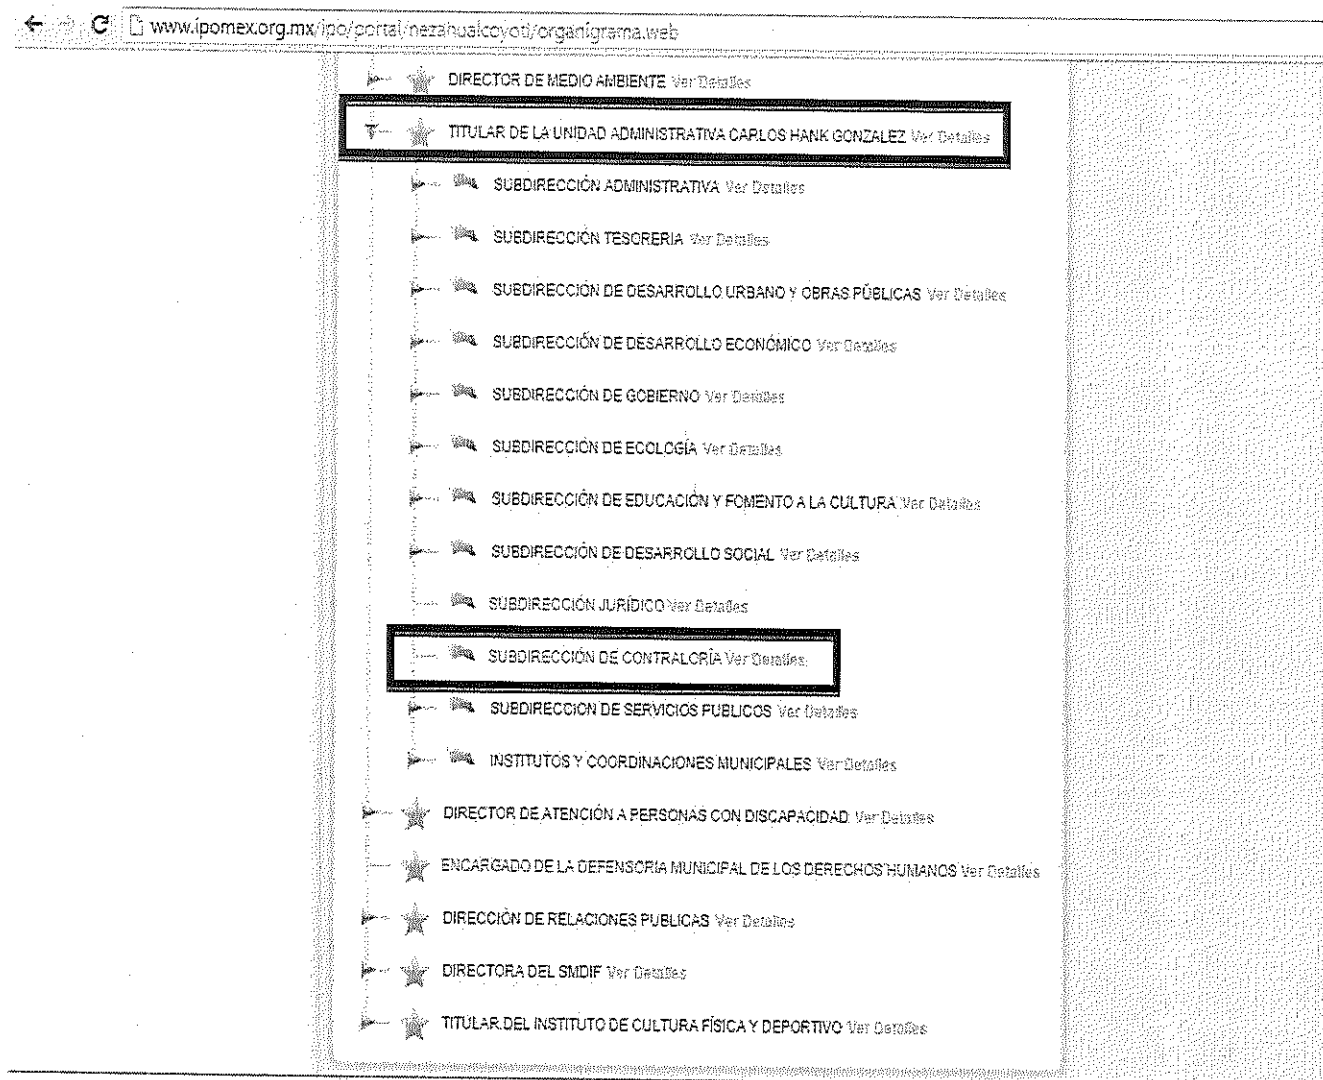 www.ipomex.org.mx/ipo/portal/nezahualcoyotl/organigrama.web
DIRECTOR DE MEDIO AMBIENTE Ver Detalles
TITULAR DE LA UNIDAD ADMINISTRATIVA CARLOS HANK GONZALEZ Ver Detalles
SUBDIRECCIÓN ADMINISTRATIVA Ver Detalles
SUBDIRECCIÓN TESORERIA Ver Detalles
SUBDIRECCIÓN DE DESARROLLO URBANO Y OBRAS PÚBLICAS Ver Detalles
SUBDIRECCIÓN DE DESARROLLO ECONÓMICO Ver Detalles
SUBDIRECCIÓN DE GOBIERNO Ver Detalles
SUBDIRECCIÓN DE ECOLOGÍA Ver Detalles
SUBDIRECCIÓN DE EDUCACIÓN Y FOMENTO A LA CULTURA Ver Detalles
SUBDIRECCIÓN DE DESARROLLO SOCIAL Ver Detalles
SUBDIRECCIÓN JURÍDICO Ver Detalles
SUBDIRECCIÓN DE CONTRALORÍA Ver Detalles
SUBDIRECCION DE SERVICIOS PUBLICOS Ver Detalles
INSTITUTOS Y COORDINACIONES MUNICIPALES Ver Detalles
DIRECTOR DE ATENCIÓN A PERSONAS CON DISCAPACIDAD Ver Detalles
ENCARGADO DE LA DEFENSORIA MUNICIPAL DE LOS DERECHOS HUMANOS Ver Detalles
DIRECCIÓN DE RELACIONES PUBLICAS Ver Detalles
DIRECTORA DEL SMDIF Ver Detalles
TITULAR DEL INSTITUTO DE CULTURA FÍSICA Y DEPORTIVO Ver Detalles